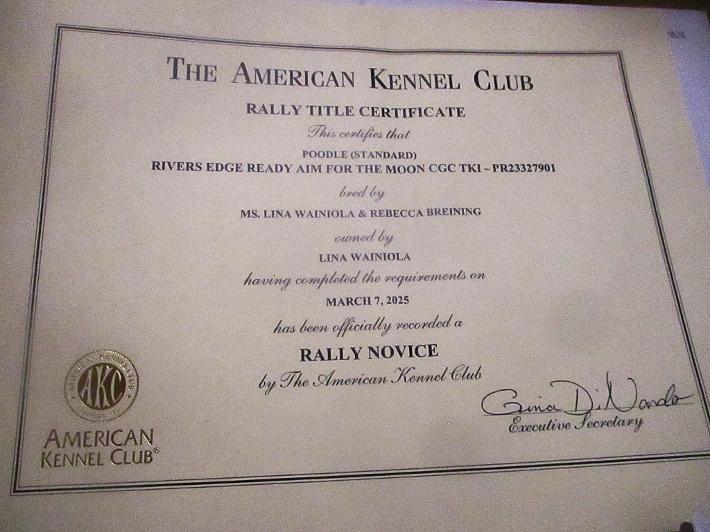 THE AMERICAN KENNEL CLUB
RALLY TITLE CERTIFICATE
This certifies that
POODLE (STANDARD)
RIVERS EDGE READY AIM FOR THE MOON CGC TKI ~ PR23327901
bred by
MS. LINA WAINIOLA & REBECCA BREINING
owned by
LINA WAINIOLA
having completed the requirements on
MARCH 7, 2025
has been officially recorded a
RALLY NOVICE
by The American Kennel Club
Gina DiNardo
Executive Secretary
AKC
AMERICAN
KENNEL CLUB®